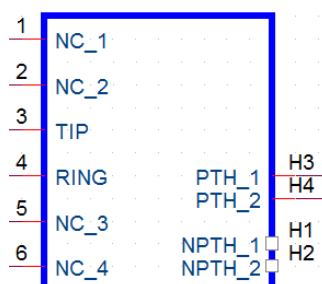 1 NC_1
2 NC_2
3 TIP
4 RING PTH_1 H3
PTH_2 H4
5 NC_3
NPTH_1 H1
6 NC_4 NPTH_2 H2